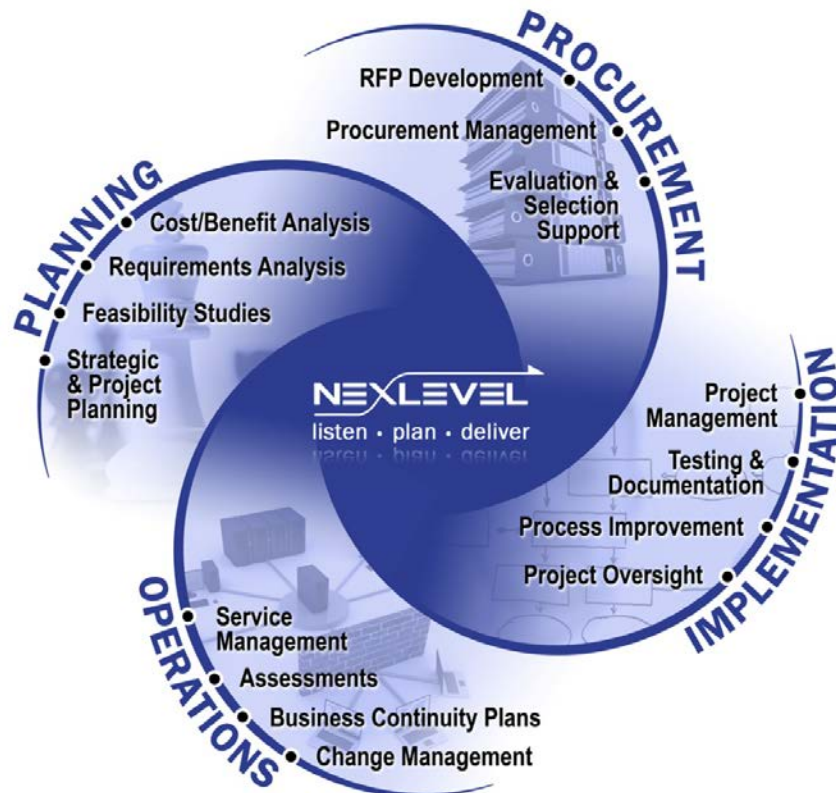 PROCUREMENT
RFP Development
Procurement Management
Evaluation &
Selection
Support
PLANNING
Cost/Benefit Analysis
Requirements Analysis
Feasibility Studies
Strategic
& Project
Planning
NEXLEVEL
listen • plan • deliver
IMPLEMENTATION
Project
Management
Testing &
Documentation
Process Improvement
Project Oversight
OPERATIONS
Service
Management
Assessments
Business Continuity Plans
Change Management